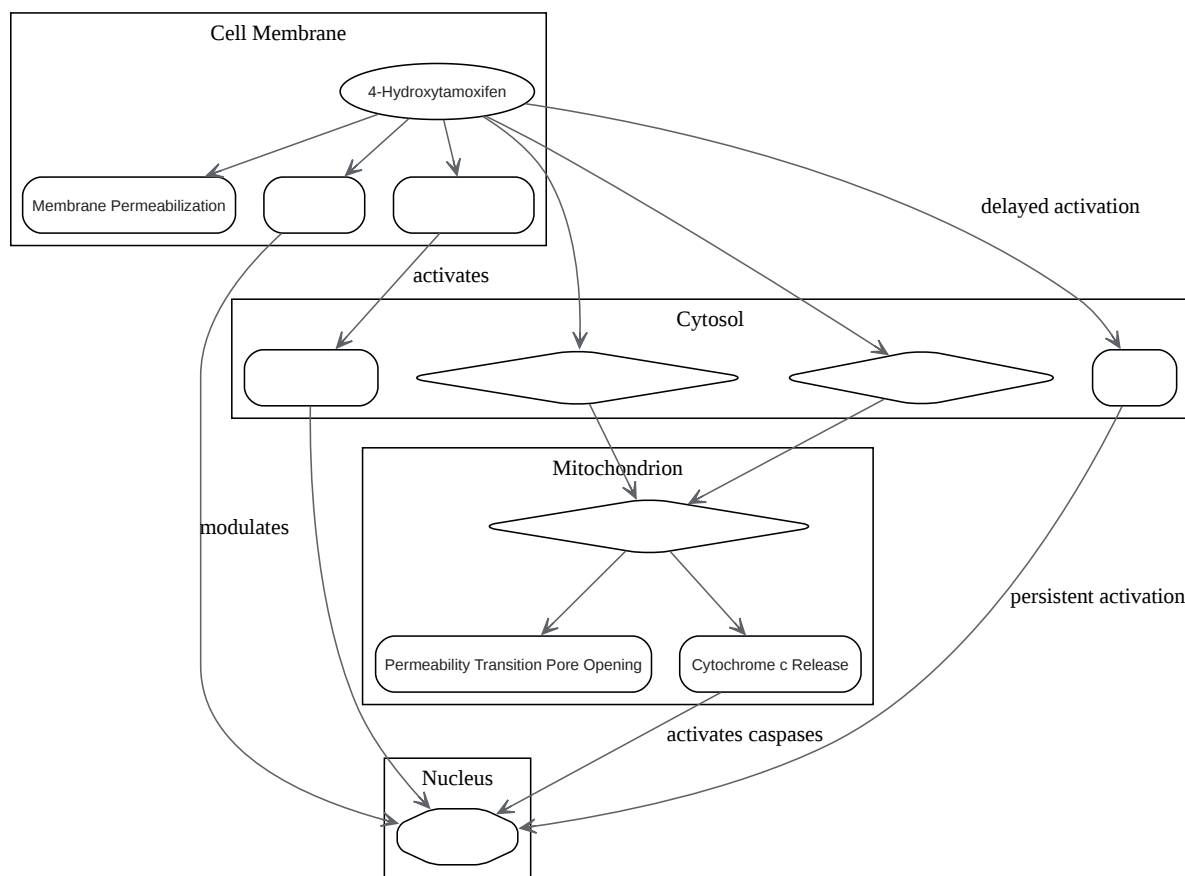 Cell Membrane
4-Hydroxytamoxifen
Membrane Permeabilization
delayed activation
activates
Cytosol
Mitochondrion
modulates
persistent activation
Permeability Transition Pore Opening
Cytochrome c Release
activates caspases
Nucleus